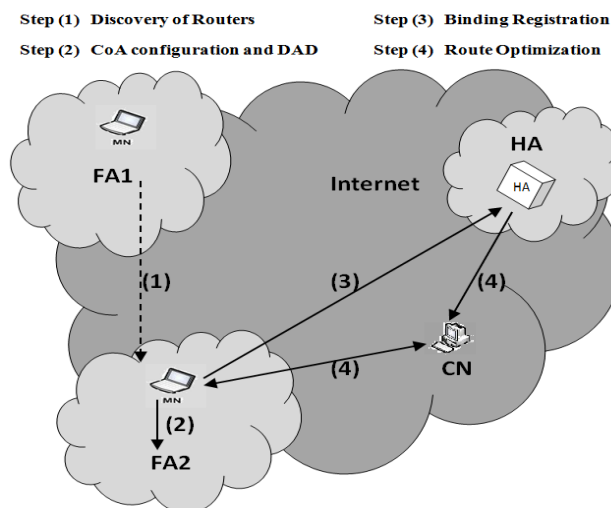 Step (1) Discovery of Routers
Step (3) Binding Registration
Step (2) CoA configuration and DAD
Step (4) Route Optimization
MN
FA1
HA
HA
Internet
(1)
(3)
(4)
CN
(4)
MN
(2)
FA2